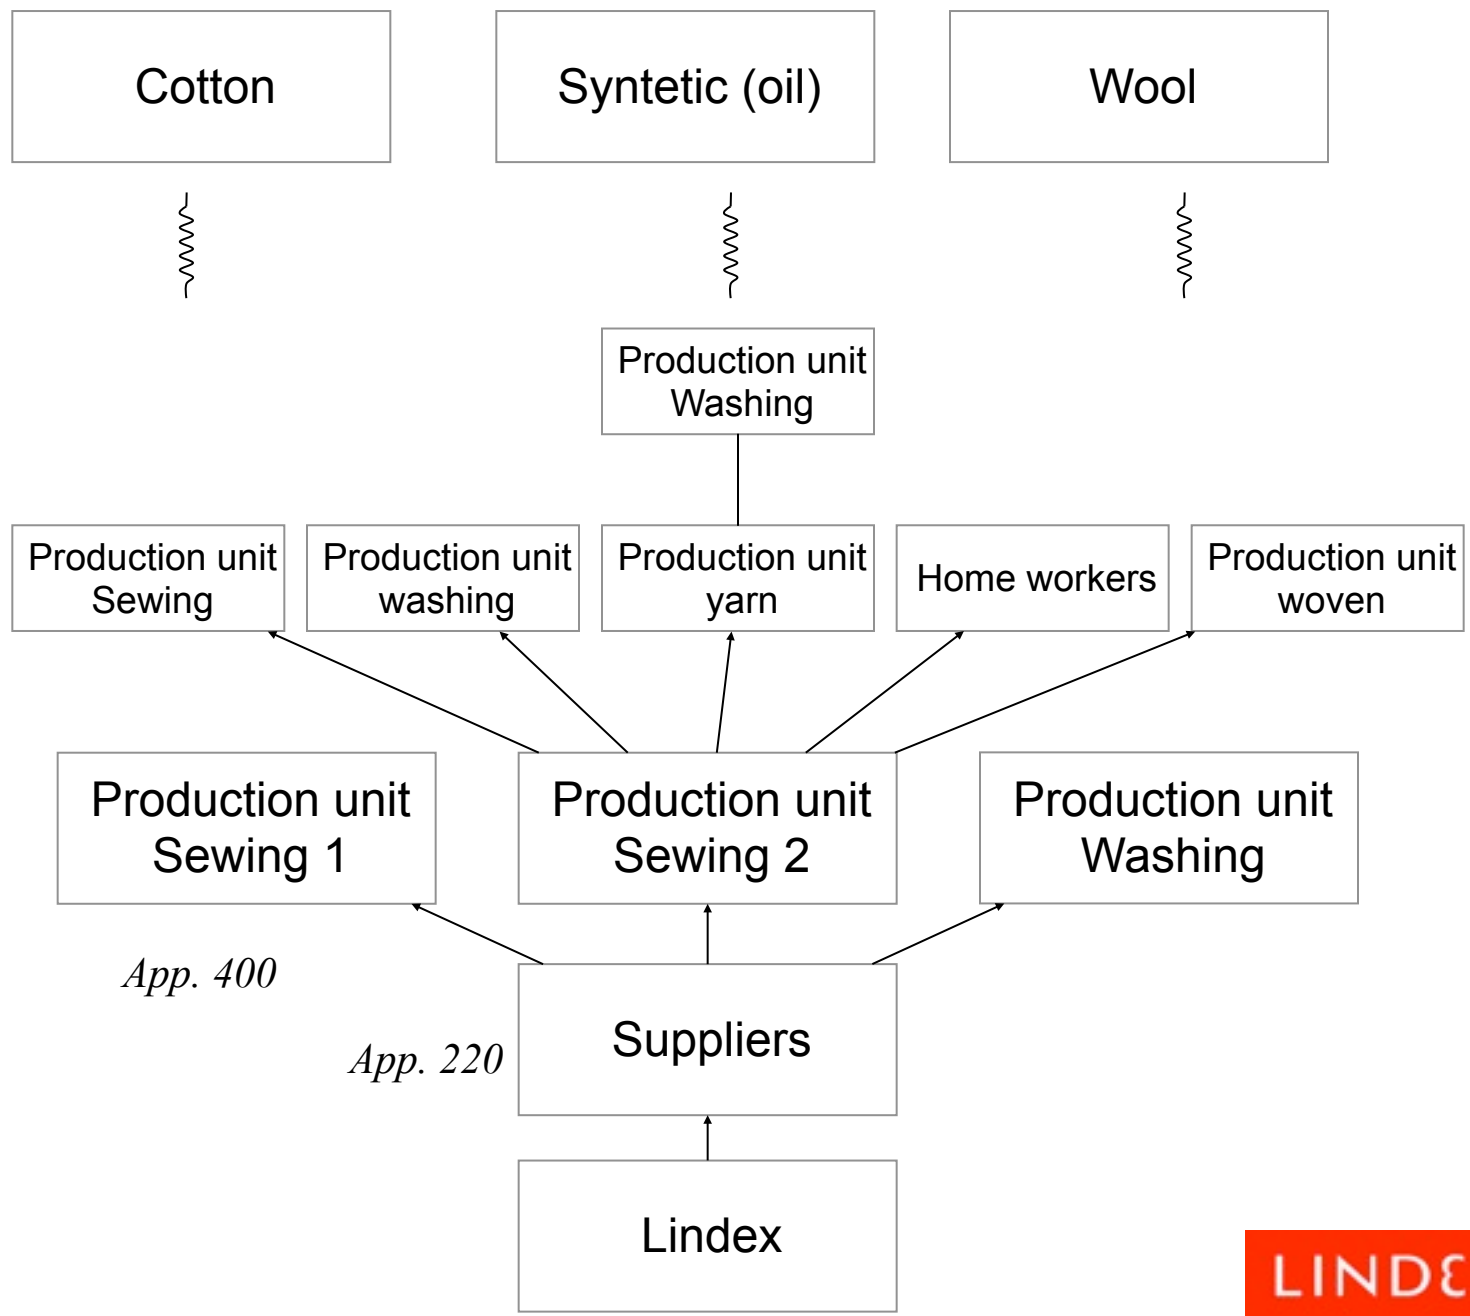 Cotton
Syntetic (oil)
Wool
Production unit
Washing
Production unit
Sewing
Production unit
washing
Production unit
yarn
Home workers
Production unit
woven
Production unit
Sewing 1
Production unit
Sewing 2
Production unit
Washing
App. 400
Suppliers
App. 220
Lindex
LINDE